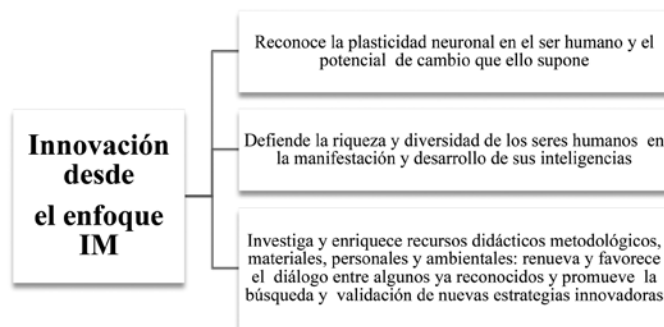 Innovación
desde
el enfoque
IM
Reconoce la plasticidad neuronal en el ser humano y el
potencial de cambio que ello supone
Defiende la riqueza y diversidad de los seres humanos en
la manifestación y desarrollo de sus inteligencias
Investiga y enriquece recursos didácticos metodológicos,
materiales, personales y ambientales: renueva y favorece
el diálogo entre algunos ya reconocidos y promueve la
búsqueda y validación de nuevas estrategias innovadoras